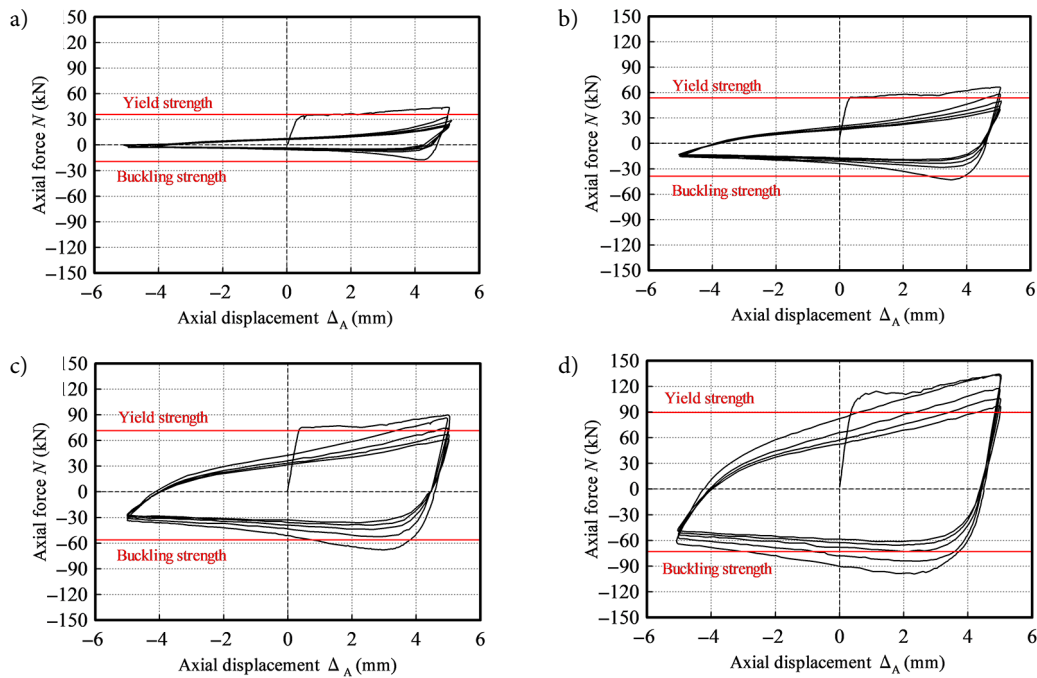 a)
150
120
90
60
30
0
−30
−60
−90
−120
−150
Axial force N (kN)
Yield strength
Buckling strength
−6 −4 −2 0 2 4 6
Axial displacement Δ_A (mm)
b)
150
120
90
60
30
0
−30
−60
−90
−120
−150
Axial force N (kN)
Yield strength
Buckling strength
−6 −4 −2 0 2 4 6
Axial displacement Δ_A (mm)
c)
150
120
90
60
30
0
−30
−60
−90
−120
−150
Axial force N (kN)
Yield strength
Buckling strength
−6 −4 −2 0 2 4 6
Axial displacement Δ_A (mm)
d)
150
120
90
60
30
0
−30
−60
−90
−120
−150
Axial force N (kN)
Yield strength
Buckling strength
−6 −4 −2 0 2 4 6
Axial displacement Δ_A (mm)